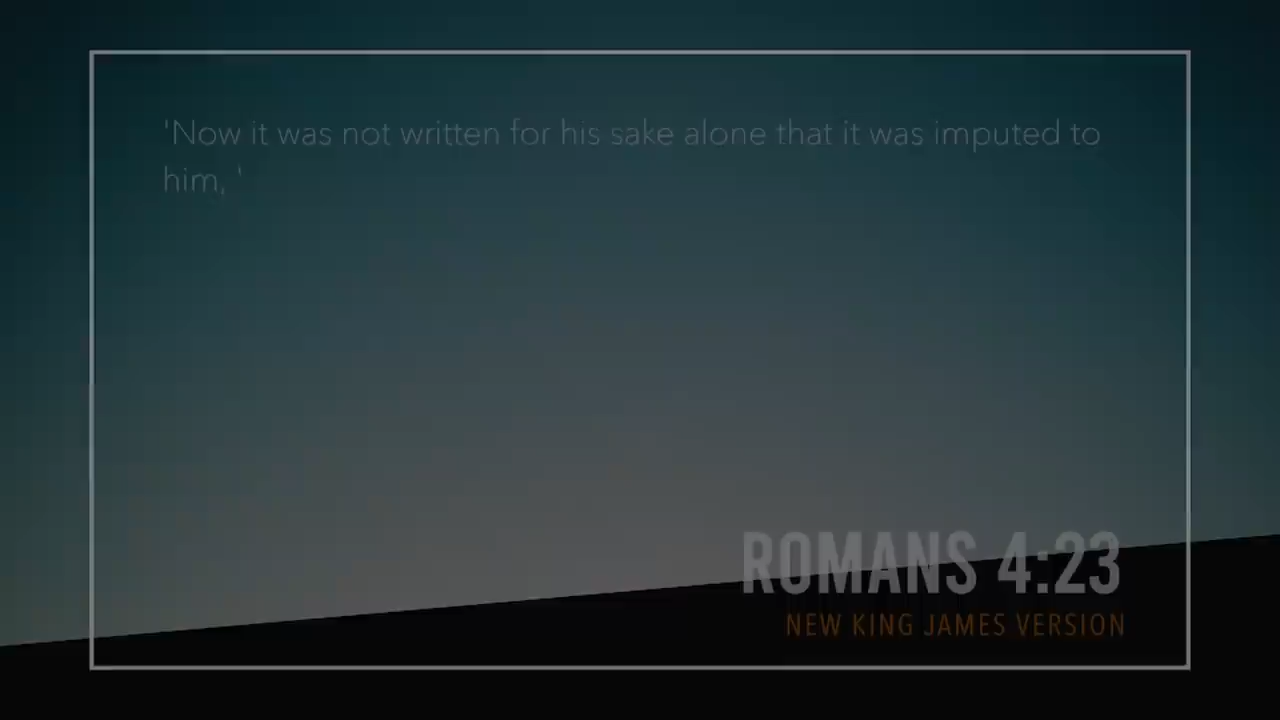 'Now it was not written for his sake alone that it was imputed to
him, '
ROMANS 4:23
NEW KING JAMES VERSION